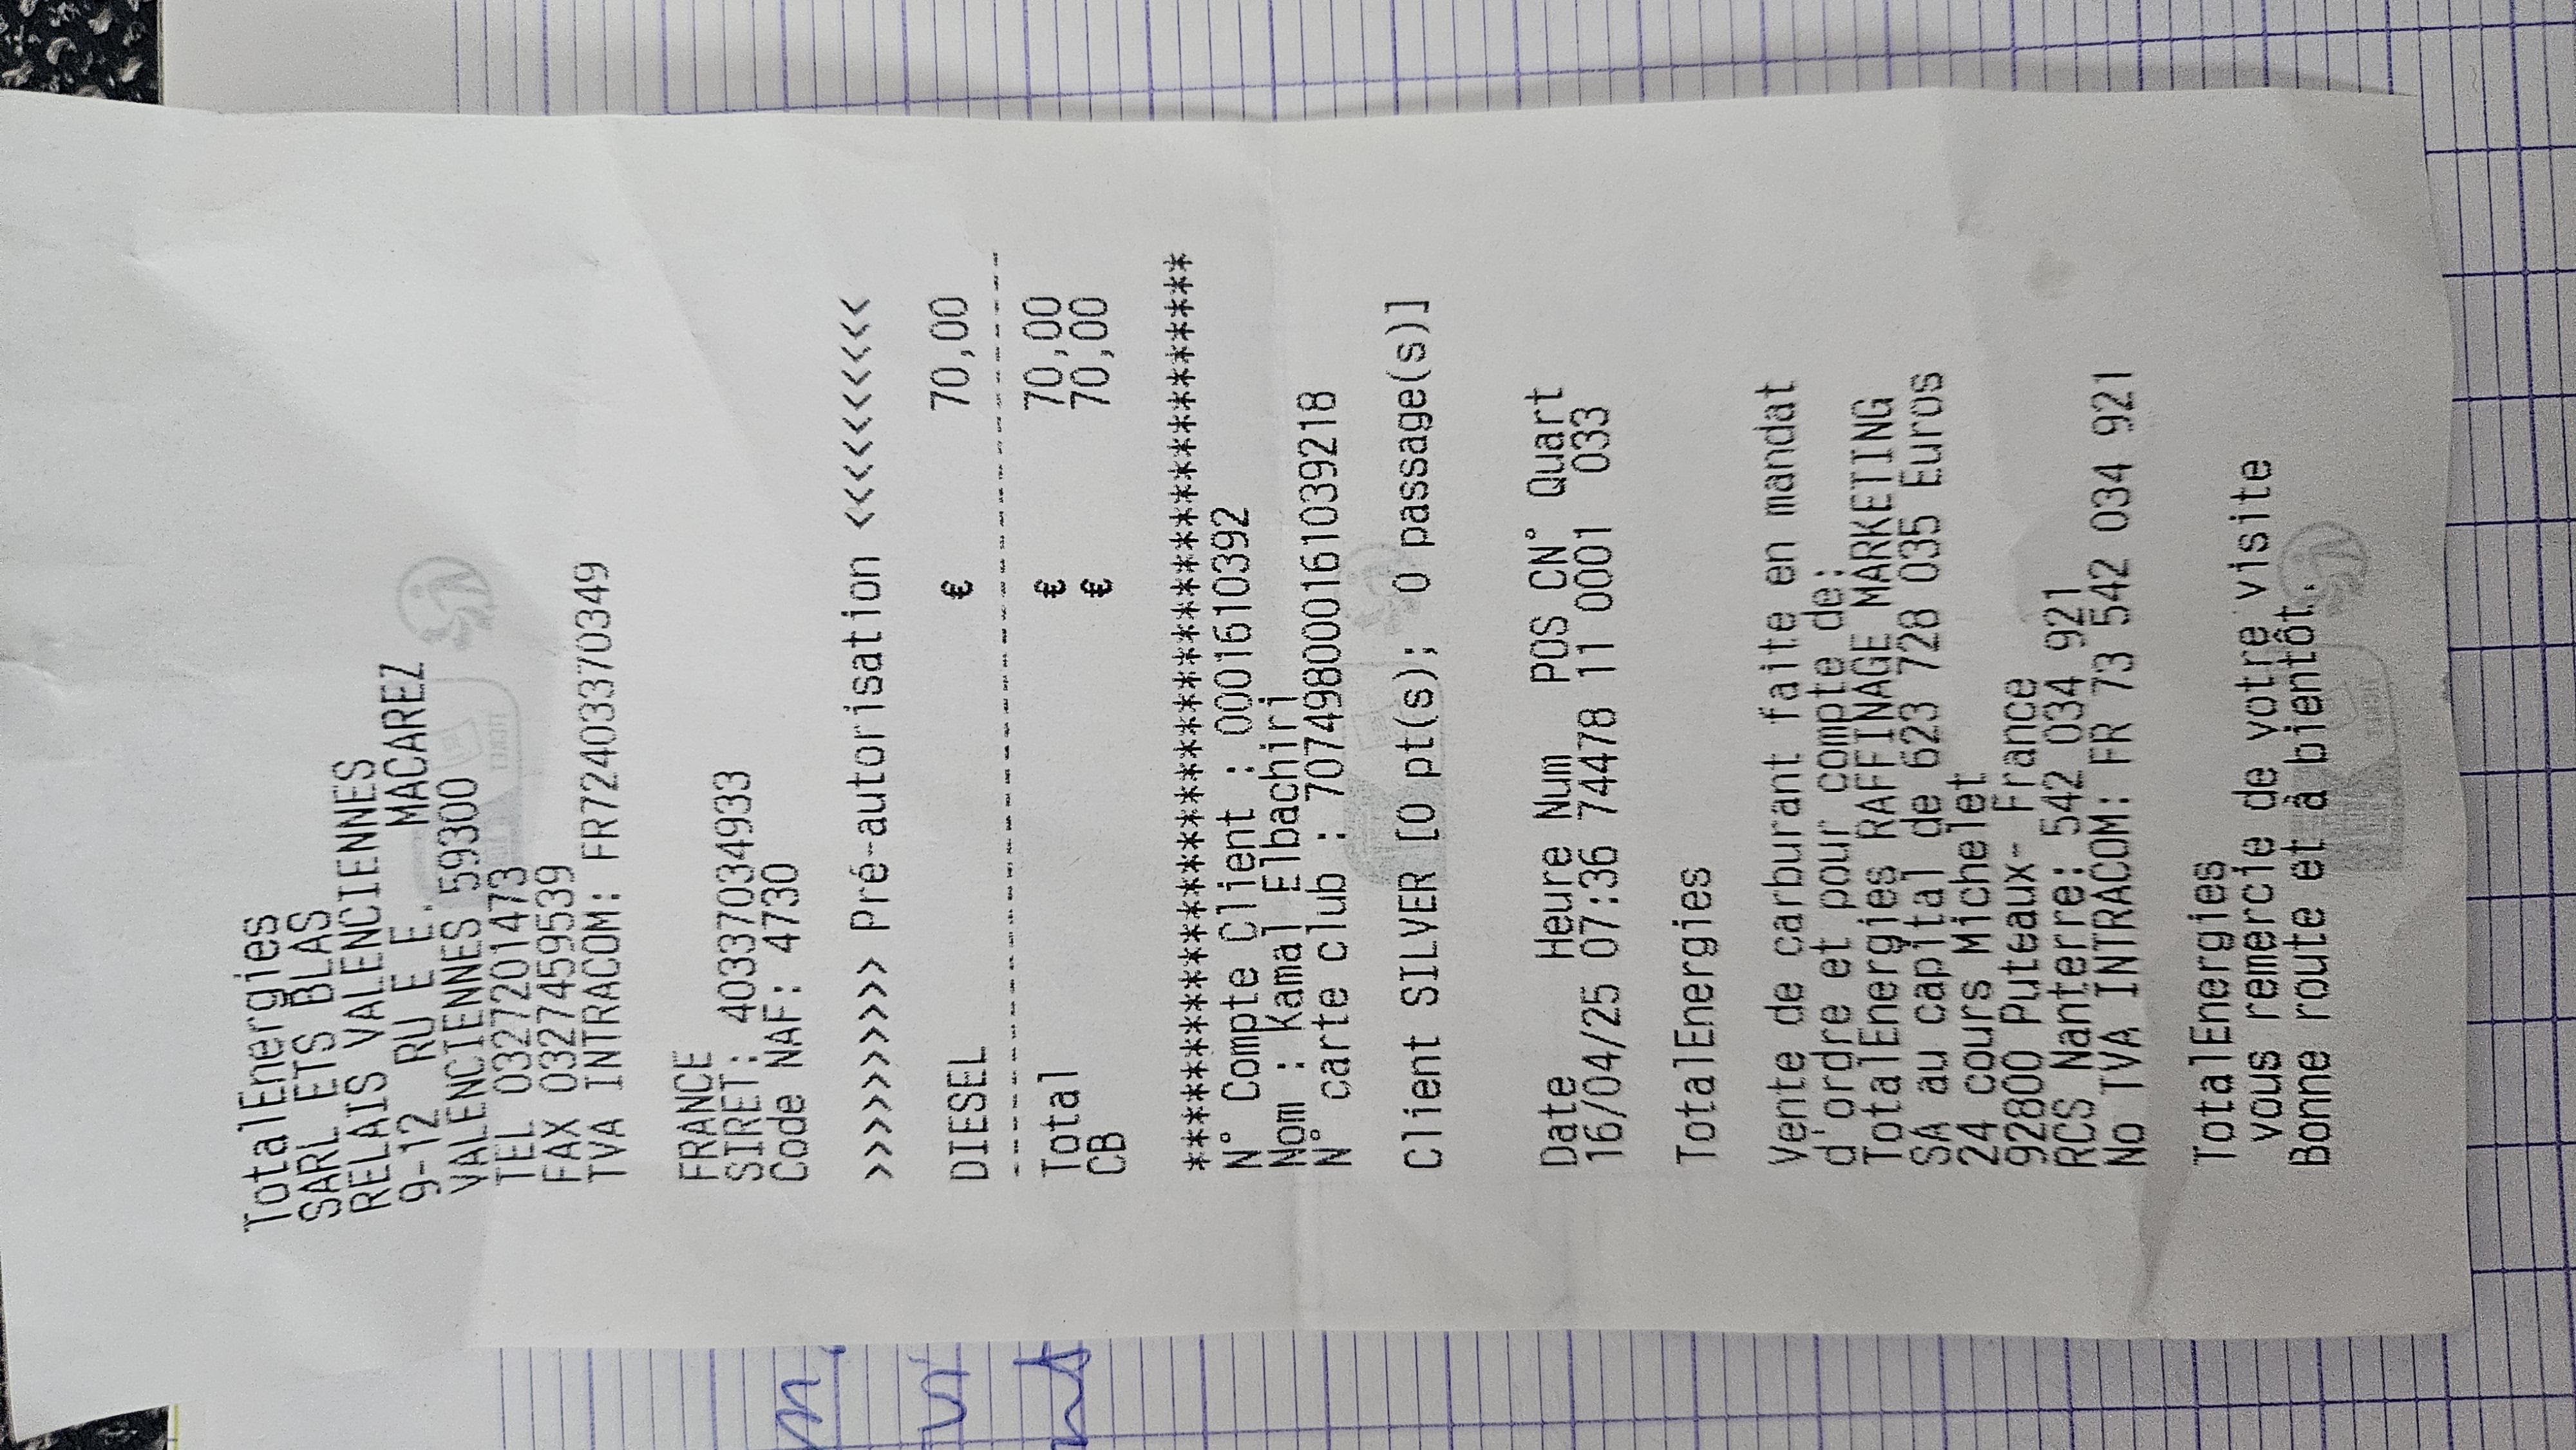 TotalEnergies
SARL ETS BLAS
RELAIS VALENCIENNES
9-12 RU E E. MACAREZ
VALENCIENNES 59300
TEL 0327201473
FAX 0327459539
TVA INTRACOM: FR72403370349
FRANCE
SIRET: 40337034933
Code NAF: 4730
>>>>>>>>>> Pré-autorisation <<<<<<<<<<
DIESEL € 70,00
Total € 70,00
CB € 70,00
****************************************
N° Compte Client : 0001610392
Nom : Kamal Elbachiri
N° carte club : 707498000161039218
Client SILVER [0 pt(s); 0 passage(s)]
Date Heure Num POS CN° Quart
16/04/25 07:36 74478 11 0001 033
TotalEnergies
Vente de carburant faite en mandat
d'ordre et pour compte de:
TotalEnergies RAFFINAGE MARKETING
SA au capital de 623 728 035 Euros
24 cours Michelet
92800 Puteaux- France
RCS Nanterre: 542 034 921
No TVA INTRACOM: FR 73 542 034 921
TotalEnergies
vous remercie de votre visite
Bonne route et à bientôt.